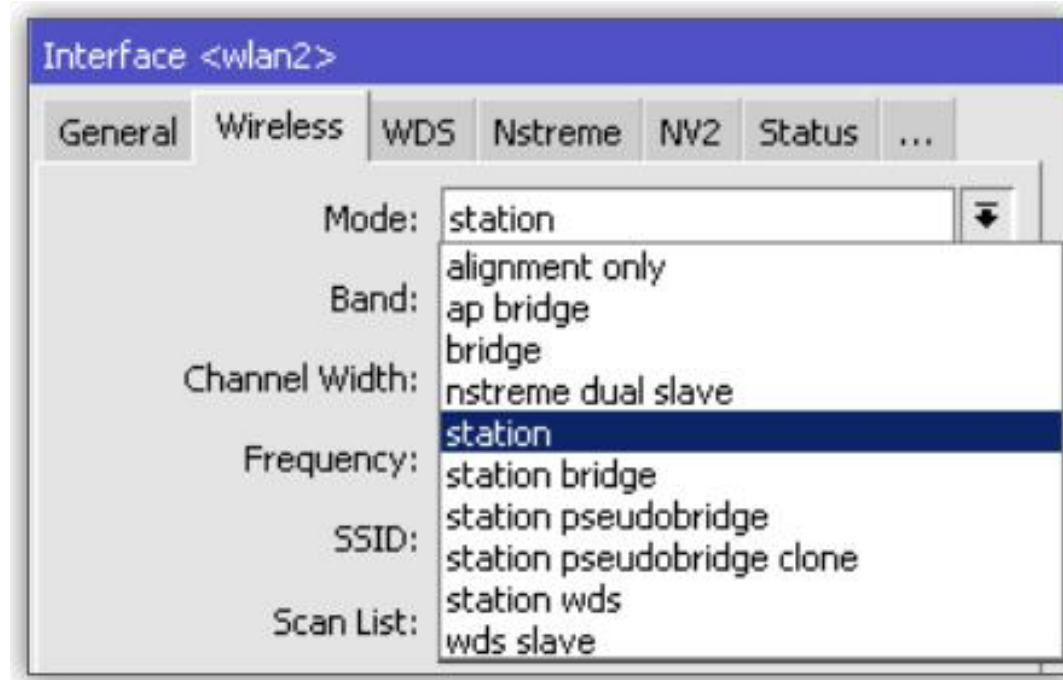 Interface <wlan2>
General Wireless WDS Nstreme NV2 Status ...
Mode: station
alignment only
Band:
ap bridge
bridge
Channel Width:
nstreme dual slave
station
Frequency:
station bridge
station pseudobridge
SSID:
station pseudobridge clone
station wds
Scan List:
wds slave